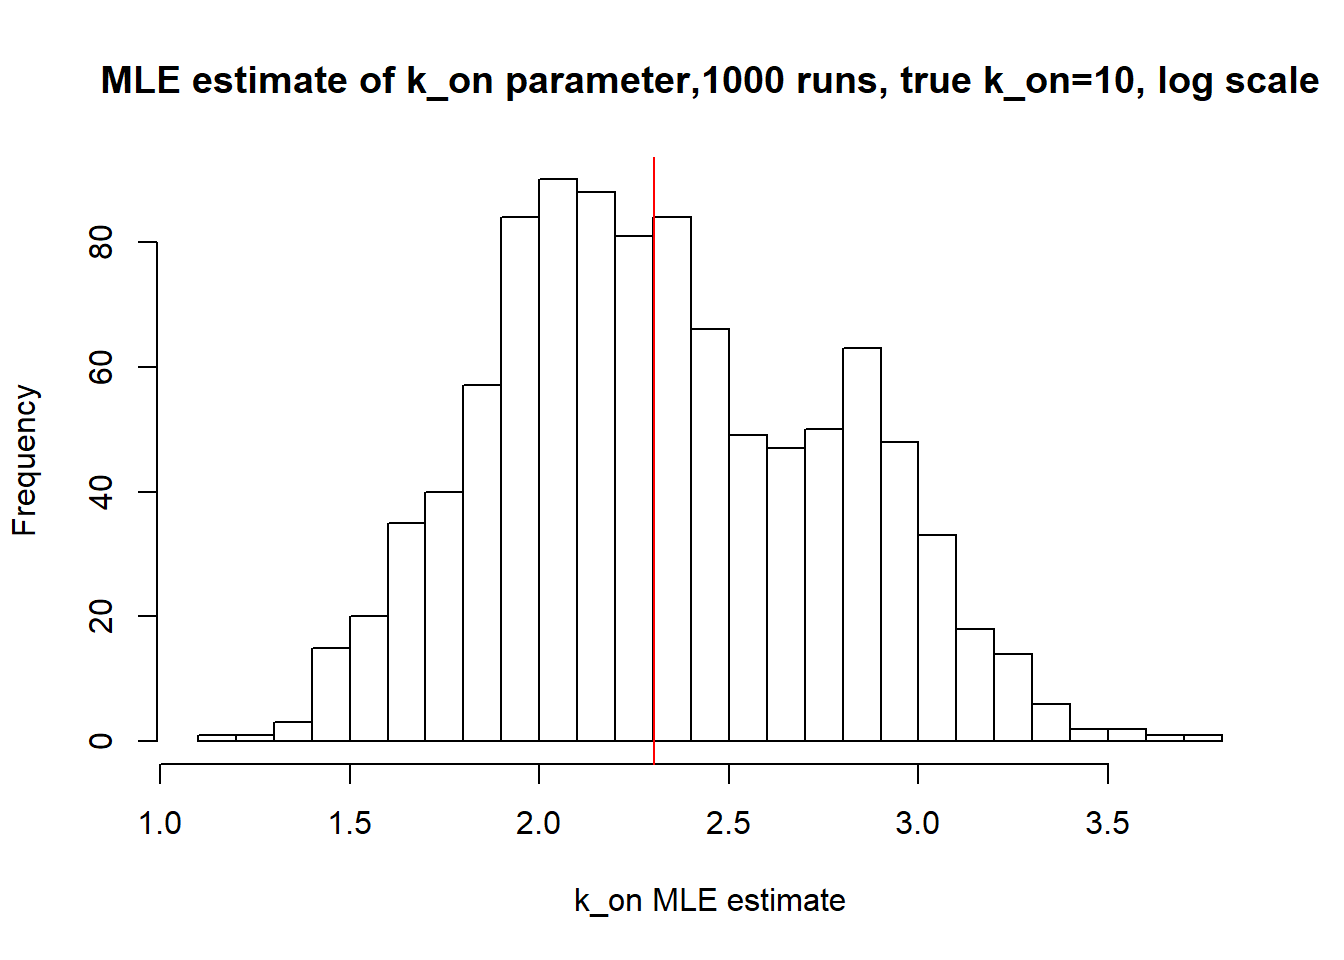 MLE estimate of k_on parameter,1000 runs, true k_on=10, log scale
Frequency
80
60
40
20
0
1.0 1.5 2.0 2.5 3.0 3.5
k_on MLE estimate